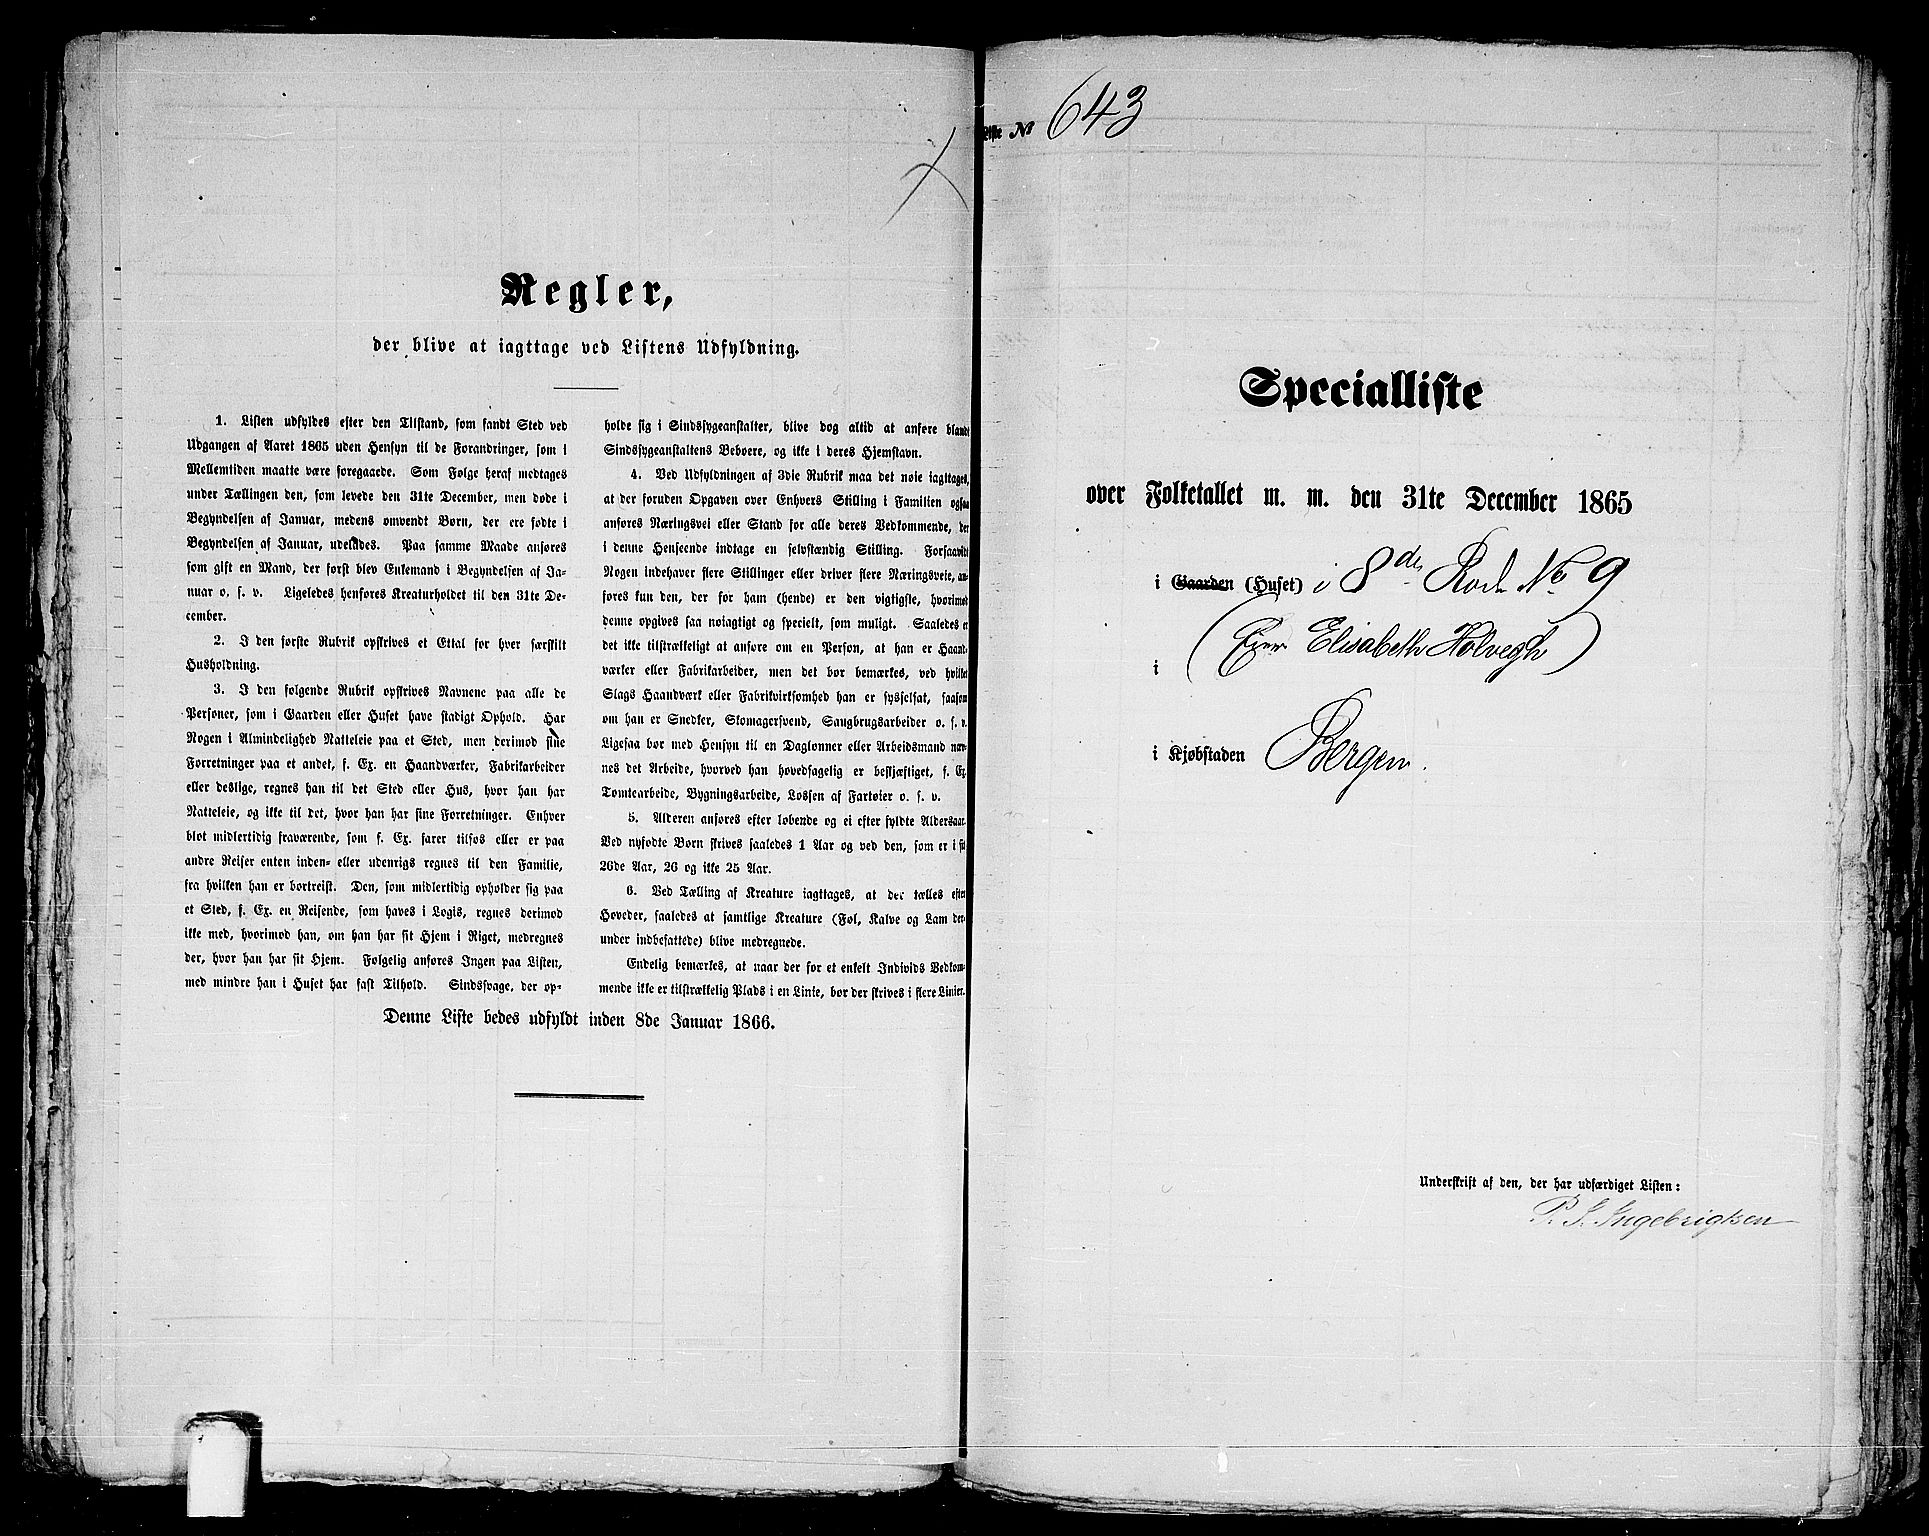 Regler,
der blive at iagttage ved Listens Udfyldning.
1. Listen udfyldes efter den Tilstand, som fandt Sted ved
Udgangen af Aaret 1865 uden Hensyn til de Forandringer, som i
Mellemtiden maatte være foregaaede. Som Følge heraf medtages
under Tællingen den, som levede den 31te December, men døde i
Begyndelsen af Januar, medens omvendt Børn, der ere fødte i
Begyndelsen af Januar, udelades. Paa samme Maade anføres
som gift en Mand, der først blev Enkemand i Begyndelsen af Ja-
nuar o. s. v. Ligeledes henføres Kreaturholdet til den 31te De-
cember.
2. I den første Rubrik opskrives et Ettal for hver særskilt
Husholdning.
3. I den følgende Rubrik opskrives Navnene paa alle de
Personer, som i Gaarden eller Huset have stadigt Ophold. Har
Nogen i Almindelighed Natteleie paa et Sted, men derimod sine
Forretninger paa et andet, f. Ex. en Haandværker, Fabrikarbeider
eller deslige, regnes han til det Sted eller Hus, hvor han har
Natteleie, og ikke til det, hvor han har sine Forretninger. Enhver
blot midlertidig fraværende, som f. Ex. farer tilsøs eller er paa
andre Reiser enten inden- eller udenrigs regnes til den Familie,
fra hvilken han er bortreist. Den, som midlertidig opholder sig paa
et Sted, f. Ex. en Reisende, som haves i Logis, regnes derimod
ikke med, hvorimod han, om han har sit Hjem i Riget, medregnes
der, hvor han har sit Hjem. Følgelig anføres Ingen paa Listen,
med mindre han i Huset har fast Tilhold. Sindssvage, der op-
holde sig i Sindssygeanstalter, blive dog altid at anføre blandt
Sindssygeanstaltens Beboere, og ikke i deres Hjemstavn.
4. Ved Udfyldningen af 3die Rubrik maa det nøie iagttages,
at der foruden Opgaven over Enhvers Stilling i Familien ogsaa
anføres Næringsvei eller Stand for alle deres Vedkommende, der
i denne Henseende indtage en selvstændig Stilling. Forsaavidt
Nogen indehaver flere Stillinger eller driver flere Næringsveie, an-
føres kun den, der for ham (hende) er den vigtigste, hvorimod
denne opgives saa nøiagtigt og specielt, som muligt. Saaledes er
det ikke tilstrækkeligt at anføre om en Person, at han er Haand-
værker eller Fabrikarbeider, men det bør bemærkes, ved hvilket
Slags Haandværk eller Fabrikvirksomhed han er sysselsat, saasom
om han er Snedker, Skomagersvend, Saugbrugsarbeider o. s. v.
Ligesaa bør med Hensyn til en Daglønner eller Arbeidsmand næv-
nes det Arbeide, hvorved han hovedsagelig er beskjæftiget, f. Ex.
Tomtearbeide, Bygningsarbeide, Lossen af Fartøier o. s. v.
5. Alderen anføres efter løbende og ei efter fyldte Aldersaar.
Ved nyfødte Børn skrives saaledes 1 Aar og ved den, som er i sit
26de Aar, 26 og ikke 25 Aar.
6. Ved Tælling af Kreature iagttages, at der tælles efter
Hoveder, saaledes at samtlige Kreature (Føl, Kalve og Lam der-
under indbefattede) blive medregnede.
Endelig bemærkes, at naar der for et enkelt Individs Vedkom-
mende ikke er tilstrækkelig Plads i en Linie, bør der skrives i flere Linier.
Denne Liste bedes udfyldt inden 8de Januar 1866.
Liste № 643
Specialliste
over Folketallet m. m. den 31te December 1865
i Gaarden (Huset) i 8de Rode No 9
i (Eier Elisabeth Holvegh)
i Kjøbstaden Bergen.
Underskrift af den, der har udfærdiget Listen:
P. S. Ingebrigtsen